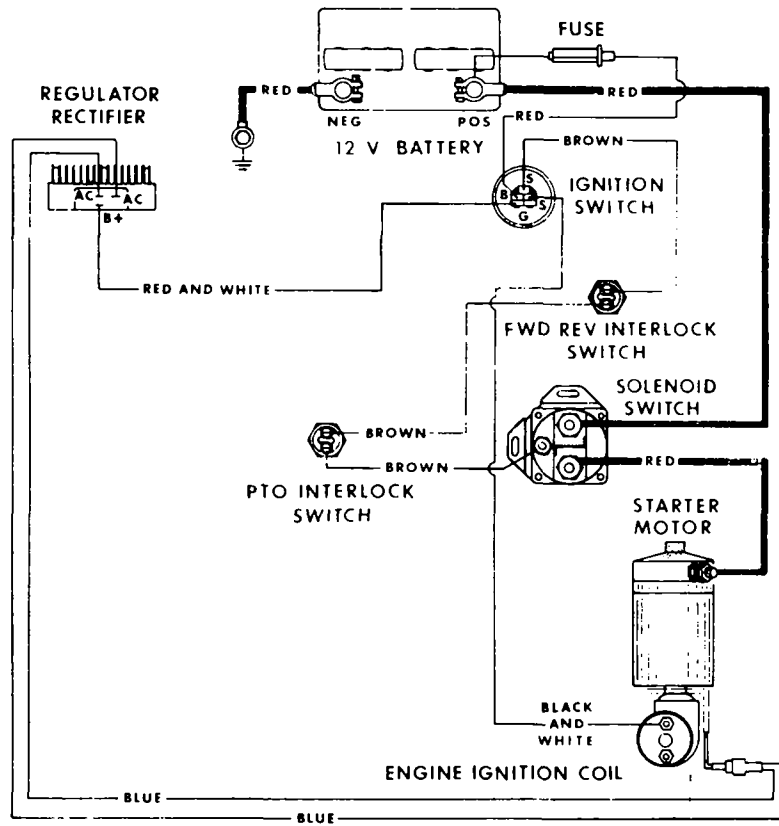 FUSE
REGULATOR
RECTIFIER
RED
RED
NEG
POS
RED
12 V BATTERY
BROWN
IGNITION
SWITCH
S
B
S
G
AC
AC
B+
RED AND WHITE
FWD REV INTERLOCK
SWITCH
SOLENOID
SWITCH
BROWN
BROWN
RED
PTO INTERLOCK
SWITCH
STARTER
MOTOR
BLACK
AND
WHITE
ENGINE IGNITION COIL
BLUE
BLUE